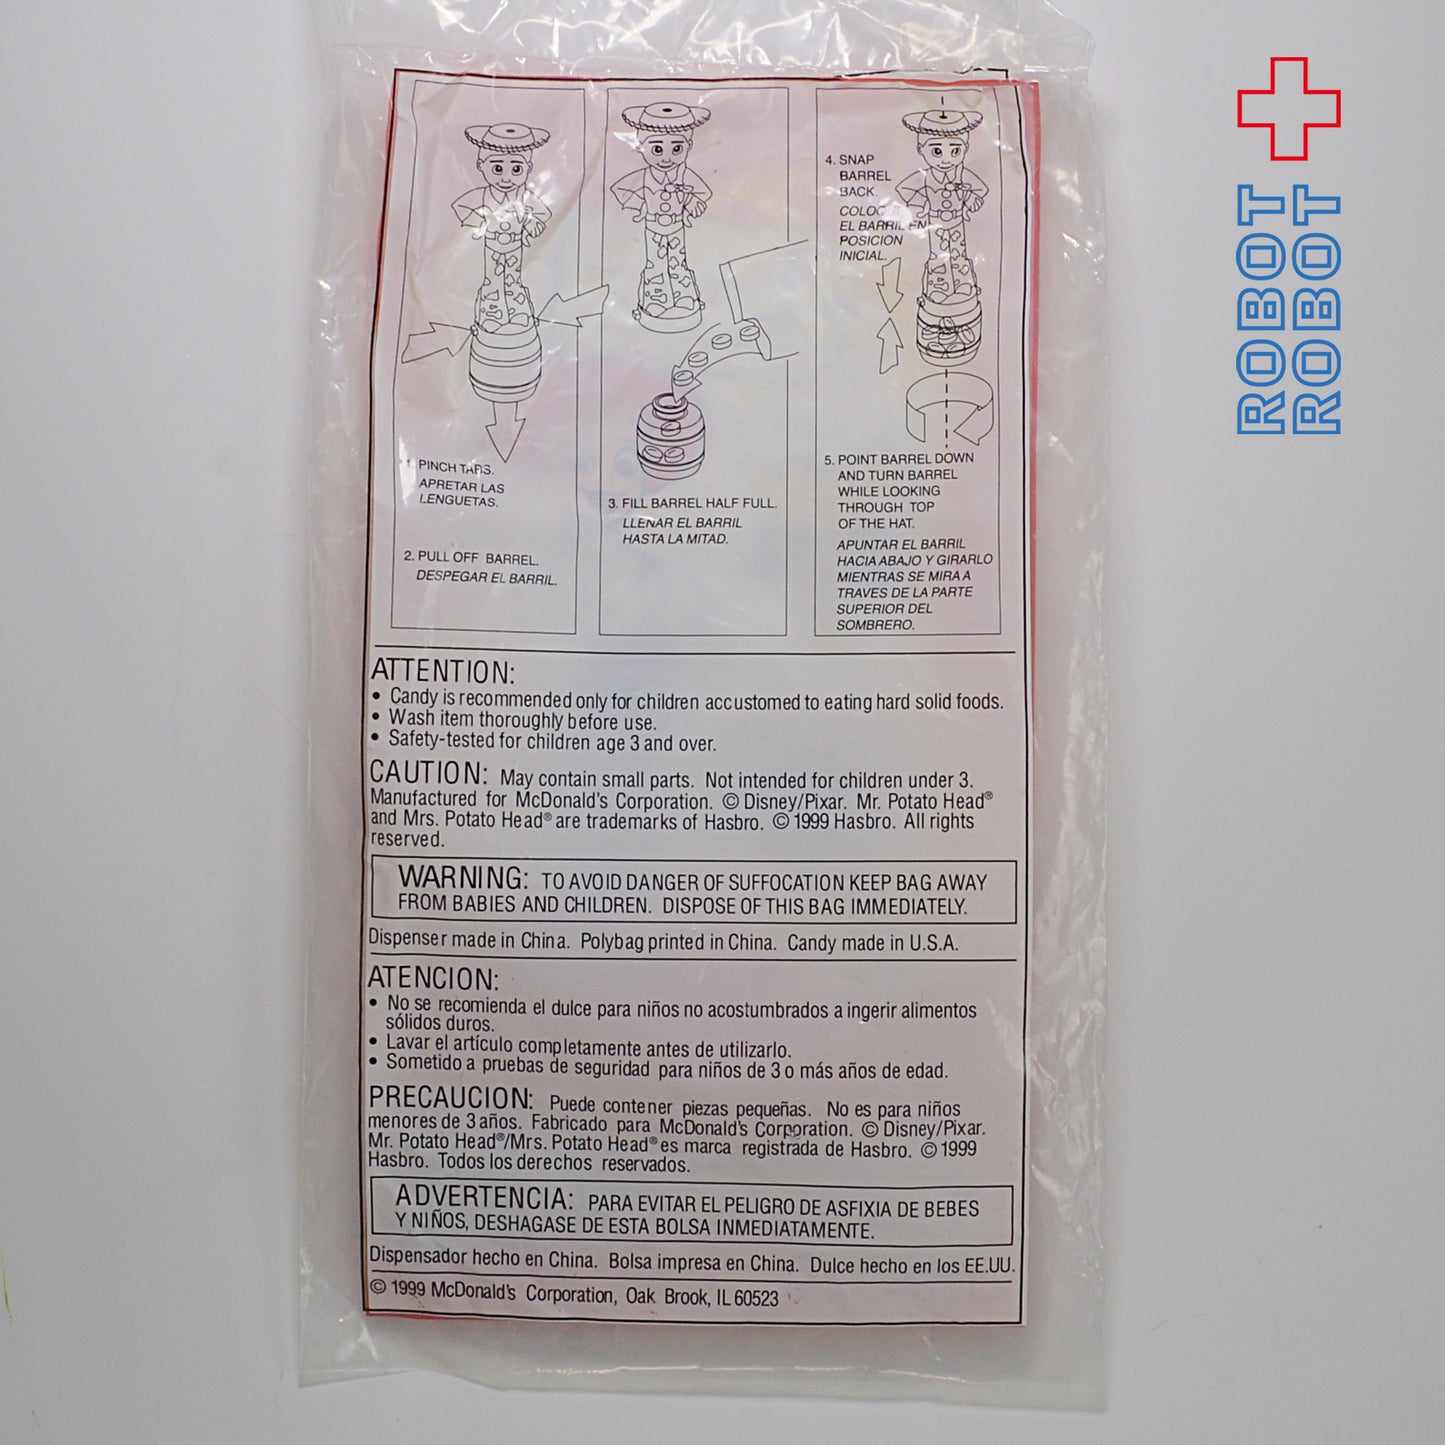 1. PINCH TABS.
APRETAR LAS
LENGUETAS.
2. PULL OFF BARREL.
DESPEGAR EL BARRIL.
3. FILL BARREL HALF FULL.
LLENAR EL BARRIL
HASTA LA MITAD.
4. SNAP
BARREL
BACK.
COLOQUE
EL BARRIL EN
POSICION
INICIAL.
5. POINT BARREL DOWN
AND TURN BARREL
WHILE LOOKING
THROUGH TOP
OF THE HAT.
APUNTAR EL BARRIL
HACIA ABAJO Y GIRARLO
MIENTRAS SE MIRA A
TRAVES DE LA PARTE
SUPERIOR DEL
SOMBRERO.
ATTENTION:
• Candy is recommended only for children accustomed to eating hard solid foods.
• Wash item thoroughly before use.
• Safety-tested for children age 3 and over.
CAUTION: May contain small parts. Not intended for children under 3.
Manufactured for McDonald's Corporation. © Disney/Pixar. Mr. Potato Head®
and Mrs. Potato Head® are trademarks of Hasbro. © 1999 Hasbro. All rights
reserved.
WARNING: TO AVOID DANGER OF SUFFOCATION KEEP BAG AWAY
FROM BABIES AND CHILDREN. DISPOSE OF THIS BAG IMMEDIATELY.
Dispenser made in China. Polybag printed in China. Candy made in U.S.A.
ATENCION:
• No se recomienda el dulce para niños no acostumbrados a ingerir alimentos
sólidos duros.
• Lavar el artículo completamente antes de utilizarlo.
• Sometido a pruebas de seguridad para niños de 3 o más años de edad.
PRECAUCION: Puede contener piezas pequeñas. No es para niños
menores de 3 años. Fabricado para McDonald's Corporation. © Disney/Pixar.
Mr. Potato Head®/Mrs. Potato Head® es marca registrada de Hasbro. © 1999
Hasbro. Todos los derechos reservados.
ADVERTENCIA: PARA EVITAR EL PELIGRO DE ASFIXIA DE BEBES
Y NIÑOS, DESHAGASE DE ESTA BOLSA INMEDIATAMENTE.
Dispensador hecho en China. Bolsa impresa en China. Dulce hecho en los EE.UU.
© 1999 McDonald's Corporation, Oak Brook, IL 60523
ROBOT
ROBOT